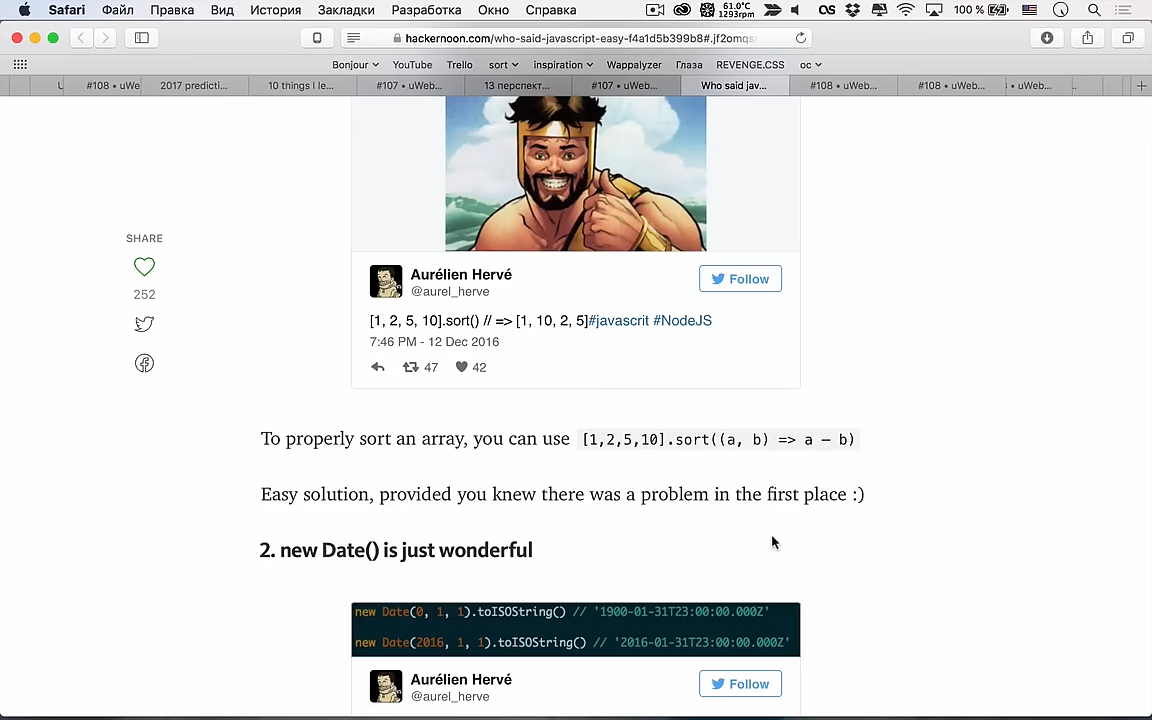 Safari Файл Правка Вид История Закладки Разработка Окно Справка 61.0°C 1293rpm 100 %
hackernoon.com/who-said-javascript-easy-f4a1d5b399b8#.jf2omqs
Bonjour YouTube Trello sort inspiration Wappalyzer Глаза REVENGE.CSS ос
#108 • uWe 2017 predicti... 10 things I le... #107 • uWeb... 13 перспект... #107 • uWeb... Who said jav... #108 • uWeb... #108 • uWeb... • uWeb...
SHARE
252
Aurélien Hervé
@aurel_herve
Follow
[1, 2, 5, 10].sort() // => [1, 10, 2, 5]#javascrit #NodeJS
7:46 PM - 12 Dec 2016
47 42
To properly sort an array, you can use [1,2,5,10].sort((a, b) => a – b)
Easy solution, provided you knew there was a problem in the first place :)
2. new Date() is just wonderful
new Date(0, 1, 1).toISOString() // '1900-01-31T23:00:00.000Z'
new Date(2016, 1, 1).toISOString() // '2016-01-31T23:00:00.000Z'
Aurélien Hervé
@aurel_herve
Follow